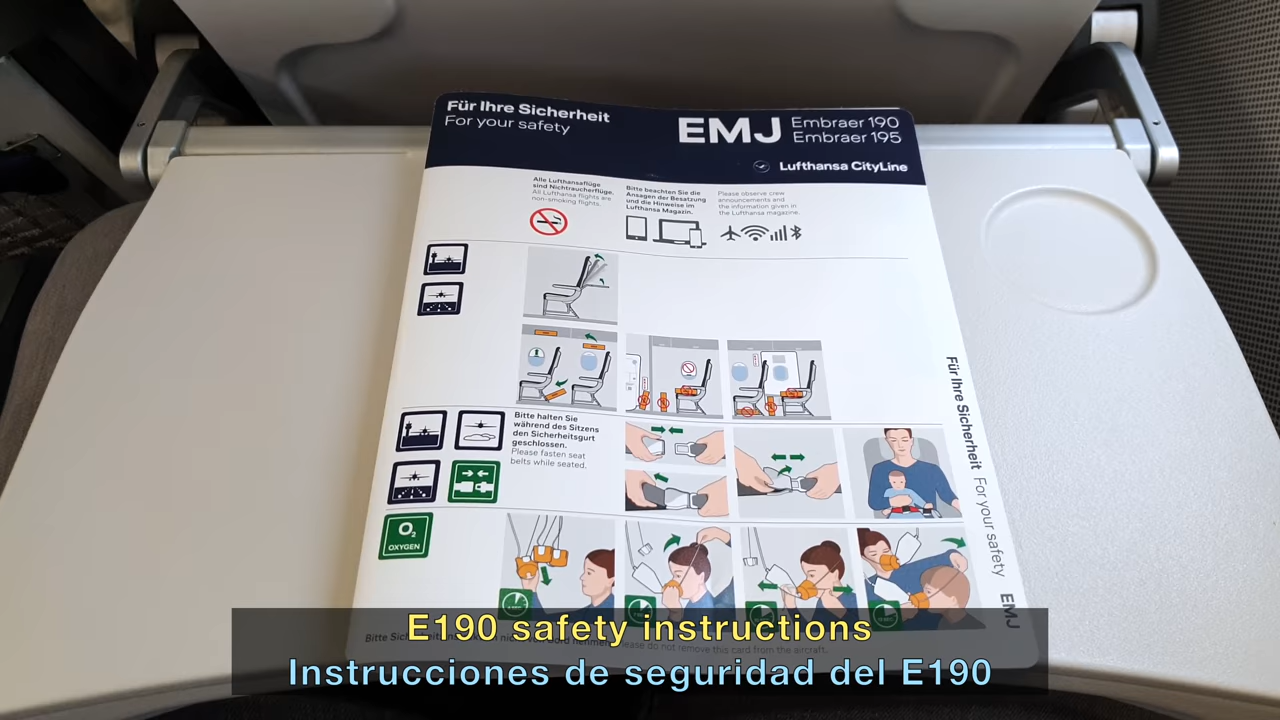 Für Ihre Sicherheit
For your safety
EMJ
Embraer 190
Embraer 195
Lufthansa CityLine
Alle Lufthansaflüge
sind Nichtraucherflüge.
All Lufthansa flights are
non-smoking flights.
Bitte beachten Sie die
Ansagen der Besatzung
und die Hinweise im
Lufthansa Magazin.
Please observe crew
announcements and
the information given in
the Lufthansa magazine.
Bitte halten Sie
während des Sitzens
den Sicherheitsgurt
geschlossen.
Please fasten seat
belts while seated.
O2
OXYGEN
Für Ihre Sicherheit For your safety EMJ
Bitte nicht Bord nehmen. Please do not remove this card from the aircraft.
E190 safety instructions
Instrucciones de seguridad del E190